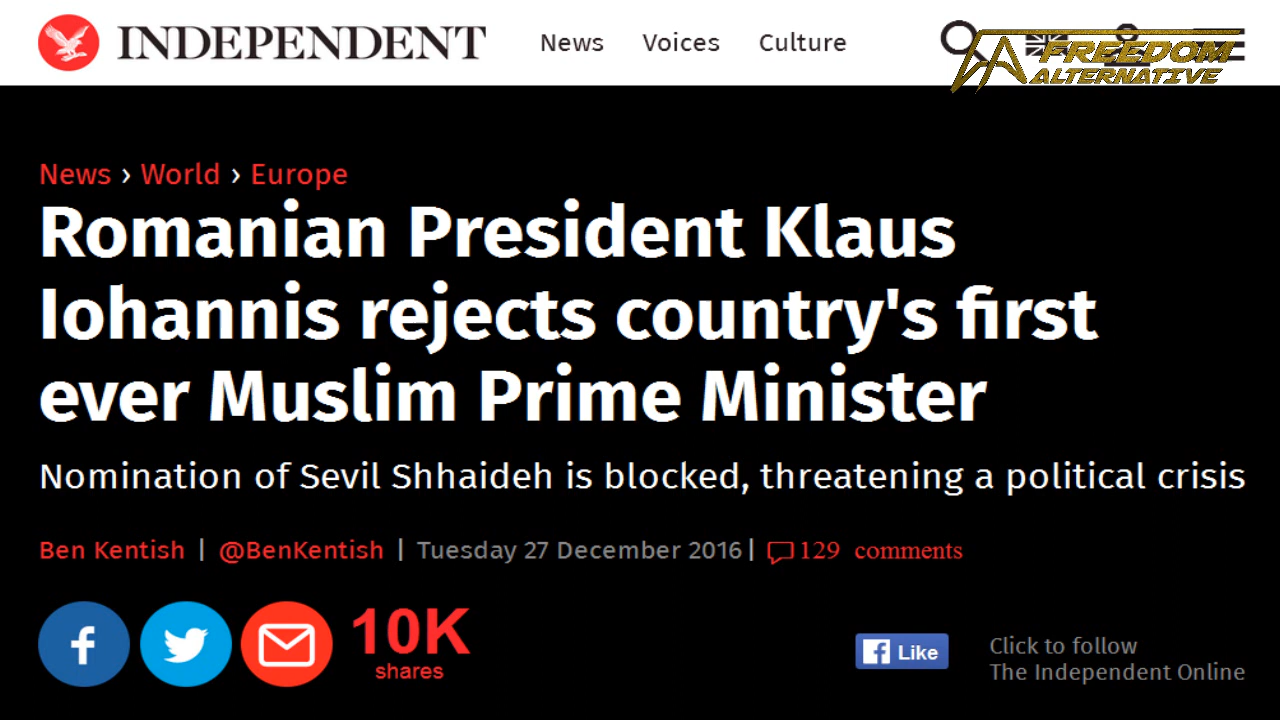 INDEPENDENT News Voices Culture
FREEDOM
ALTERNATIVE
News › World › Europe
Romanian President Klaus
Iohannis rejects country's first
ever Muslim Prime Minister
Nomination of Sevil Shhaideh is blocked, threatening a political crisis
Ben Kentish | @BenKentish | Tuesday 27 December 2016 | 129 comments
10K
shares
Like
Click to follow
The Independent Online